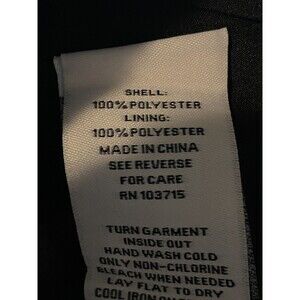 SHELL:
100% POLYESTER
LINING:
100% POLYESTER
MADE IN CHINA
SEE REVERSE
FOR CARE
RN 103715
TURN GARMENT
INSIDE OUT
HAND WASH COLD
ONLY NON-CHLORINE
BLEACH WHEN NEEDED
LAY FLAT TO DRY
COOL IRON